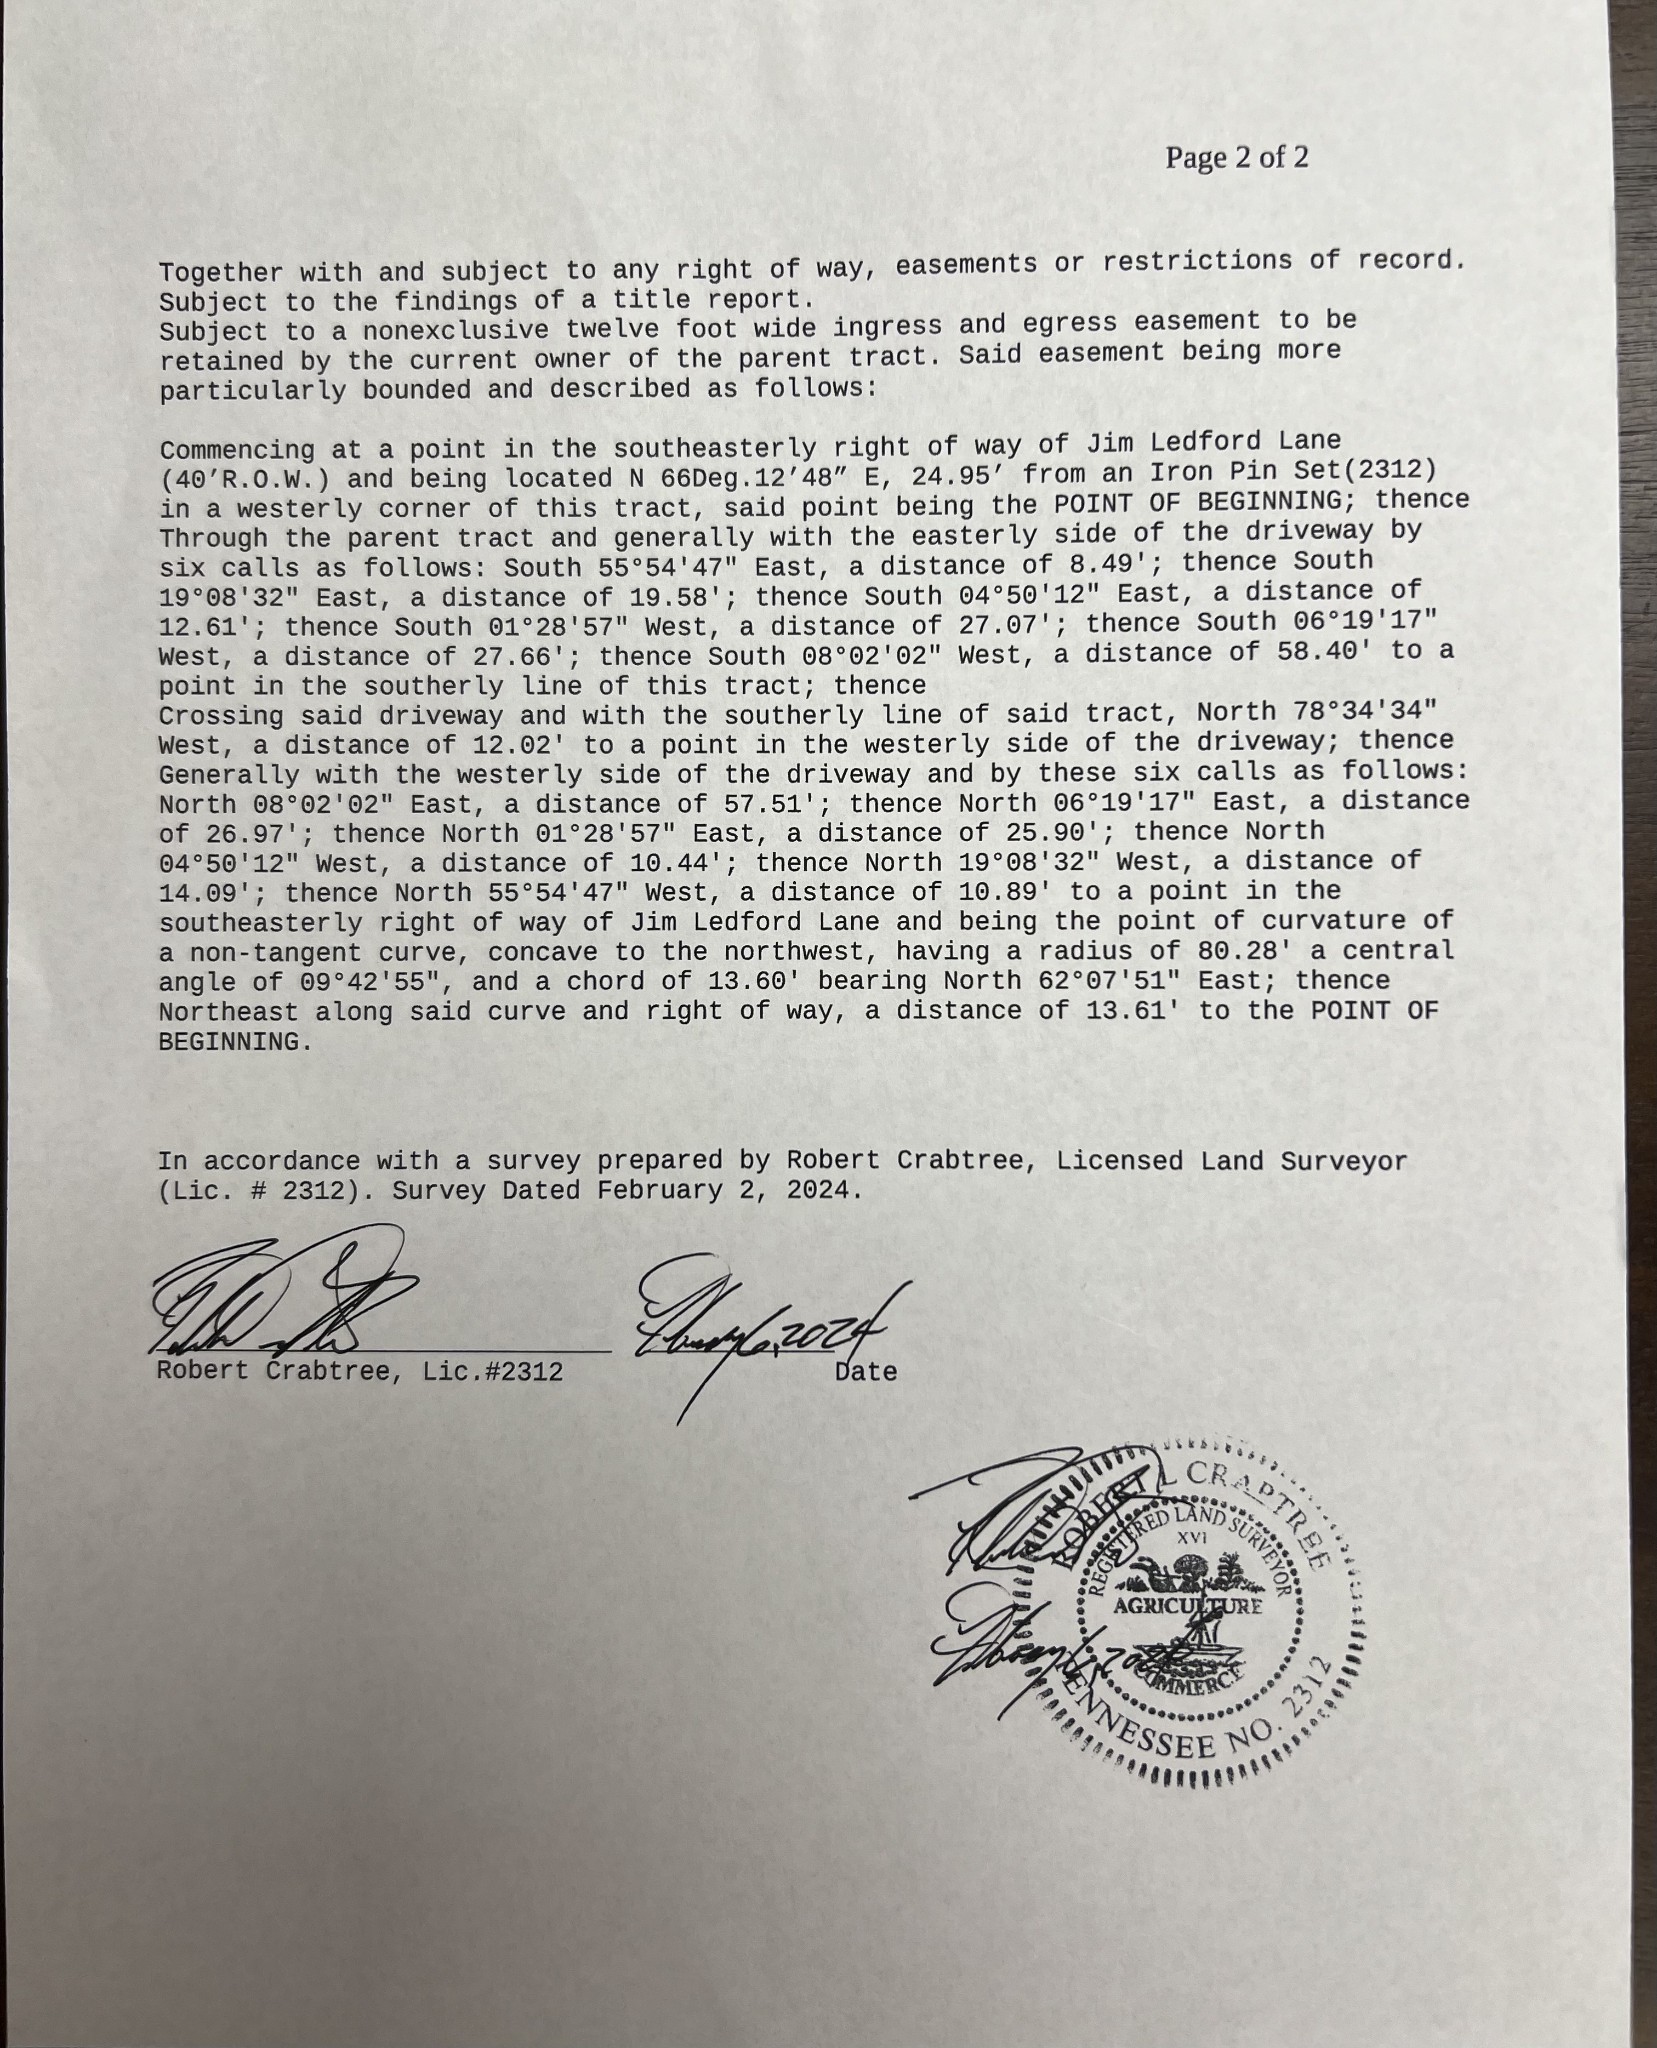 Page 2 of 2
Together with and subject to any right of way, easements or restrictions of record.
Subject to the findings of a title report.
Subject to a nonexclusive twelve foot wide ingress and egress easement to be
retained by the current owner of the parent tract. Said easement being more
particularly bounded and described as follows:
Commencing at a point in the southeasterly right of way of Jim Ledford Lane
(40′R.O.W.) and being located N 66Deg.12′48″ E, 24.95′ from an Iron Pin Set(2312)
in a westerly corner of this tract, said point being the POINT OF BEGINNING; thence
Through the parent tract and generally with the easterly side of the driveway by
six calls as follows: South 55°54'47" East, a distance of 8.49'; thence South
19°08'32" East, a distance of 19.58'; thence South 04°50'12" East, a distance of
12.61'; thence South 01°28'57" West, a distance of 27.07'; thence South 06°19'17"
West, a distance of 27.66'; thence South 08°02'02" West, a distance of 58.40' to a
point in the southerly line of this tract; thence
Crossing said driveway and with the southerly line of said tract, North 78°34'34"
West, a distance of 12.02' to a point in the westerly side of the driveway; thence
Generally with the westerly side of the driveway and by these six calls as follows:
North 08°02'02" East, a distance of 57.51'; thence North 06°19'17" East, a distance
of 26.97'; thence North 01°28'57" East, a distance of 25.90'; thence North
04°50'12" West, a distance of 10.44'; thence North 19°08'32" West, a distance of
14.09'; thence North 55°54'47" West, a distance of 10.89' to a point in the
southeasterly right of way of Jim Ledford Lane and being the point of curvature of
a non-tangent curve, concave to the northwest, having a radius of 80.28' a central
angle of 09°42'55", and a chord of 13.60' bearing North 62°07'51" East; thence
Northeast along said curve and right of way, a distance of 13.61' to the POINT OF
BEGINNING.
In accordance with a survey prepared by Robert Crabtree, Licensed Land Surveyor
(Lic. # 2312). Survey Dated February 2, 2024.
February 6, 2024
Robert Crabtree, Lic.#2312 Date
ROBERT L CRABTREE
REGISTERED LAND SURVEYOR
XVI
AGRICULTURE
February 6, 2024
COMMERCE
TENNESSEE NO. 2312